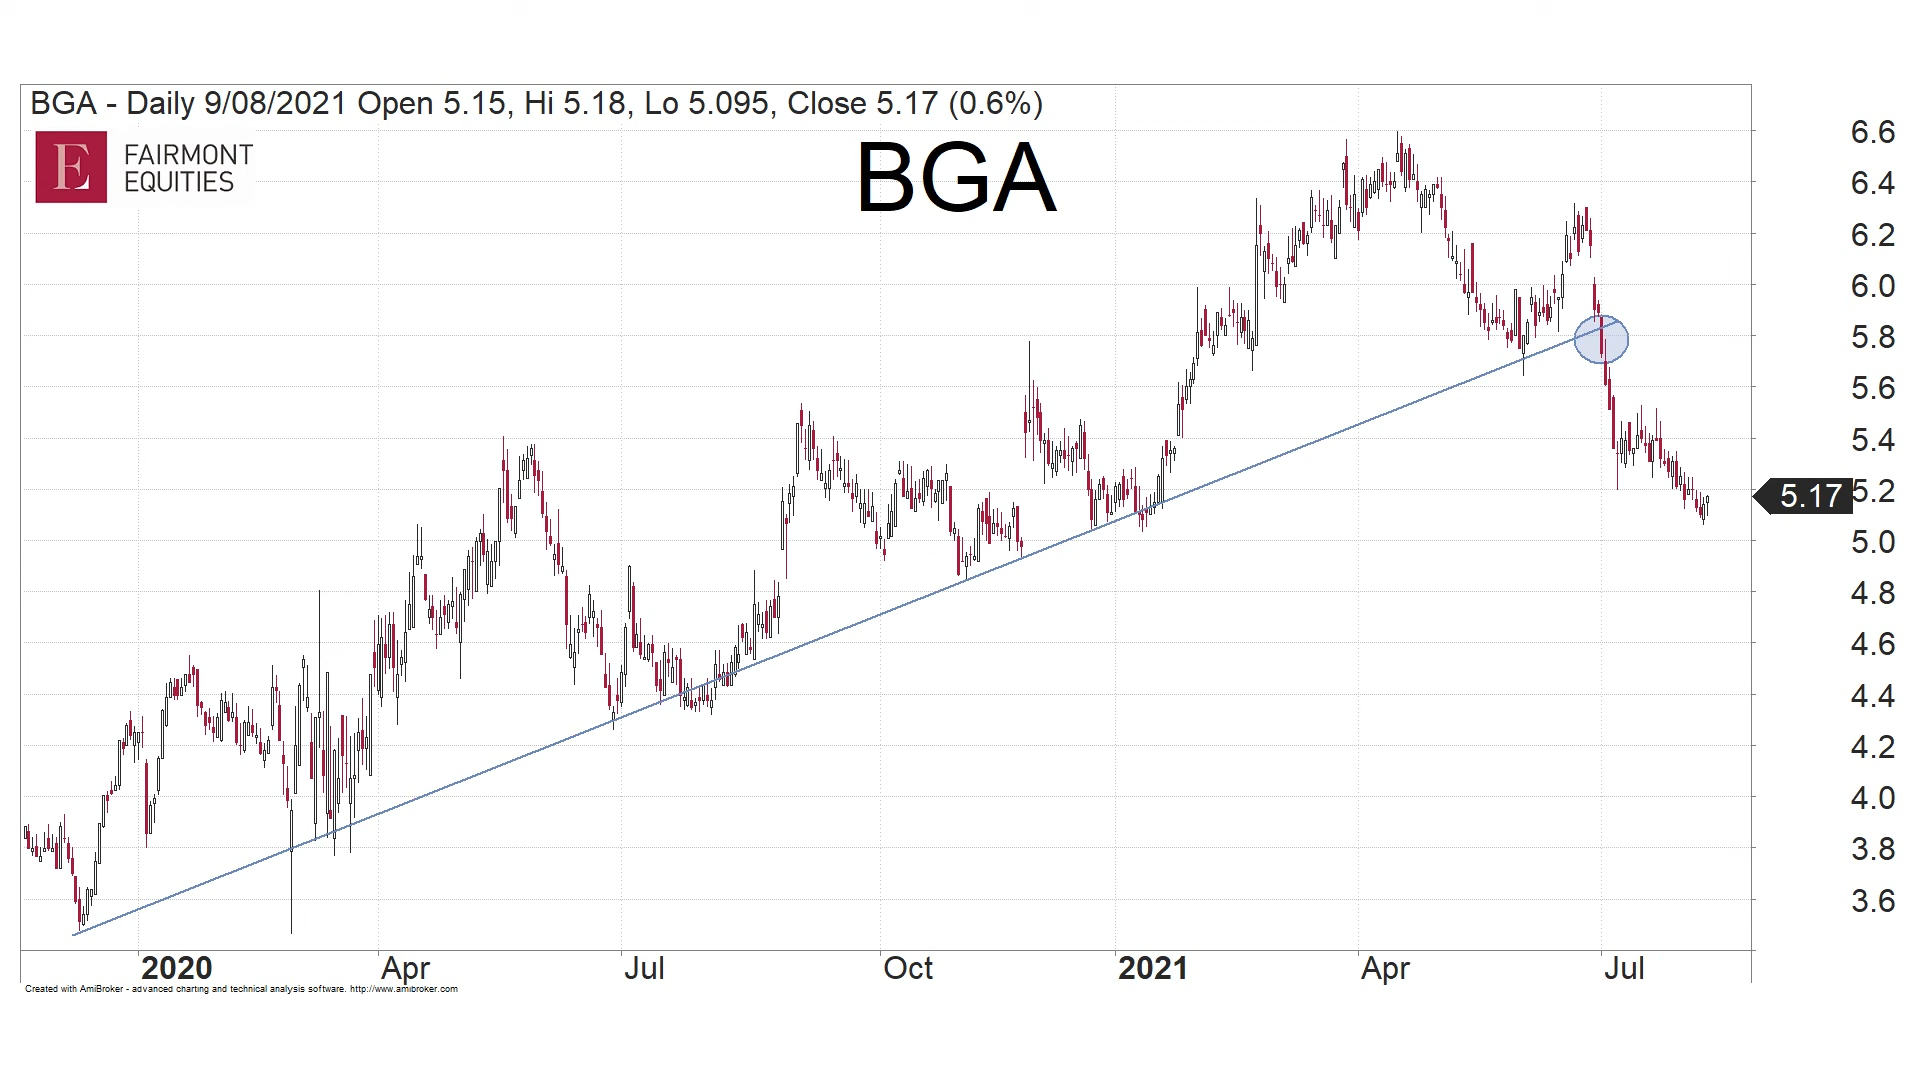 BGA - Daily 9/08/2021 Open 5.15, Hi 5.18, Lo 5.095, Close 5.17 (0.6%)
E FAIRMONT
EQUITIES
BGA
6.6
6.4
6.2
6.0
5.8
5.6
5.4
5.17
5.2
5.0
4.8
4.6
4.4
4.2
4.0
3.8
3.6
2020 Apr Jul Oct 2021 Apr Jul
Created with AmiBroker - advanced charting and technical analysis software. http://www.amibroker.com